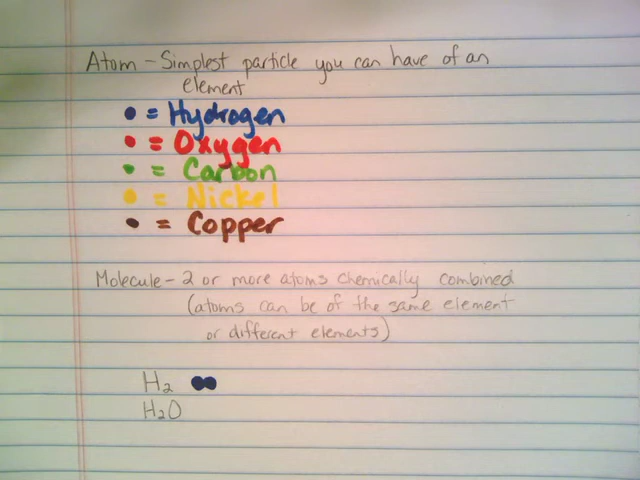 Atom - Simplest particle you can have of an
element
= Hydrogen
= Oxygen
= Carbon
= Nickel
= Copper
Molecule - 2 or more atoms chemically combined
(atoms can be of the same element
or different elements)
H₂
H₂O